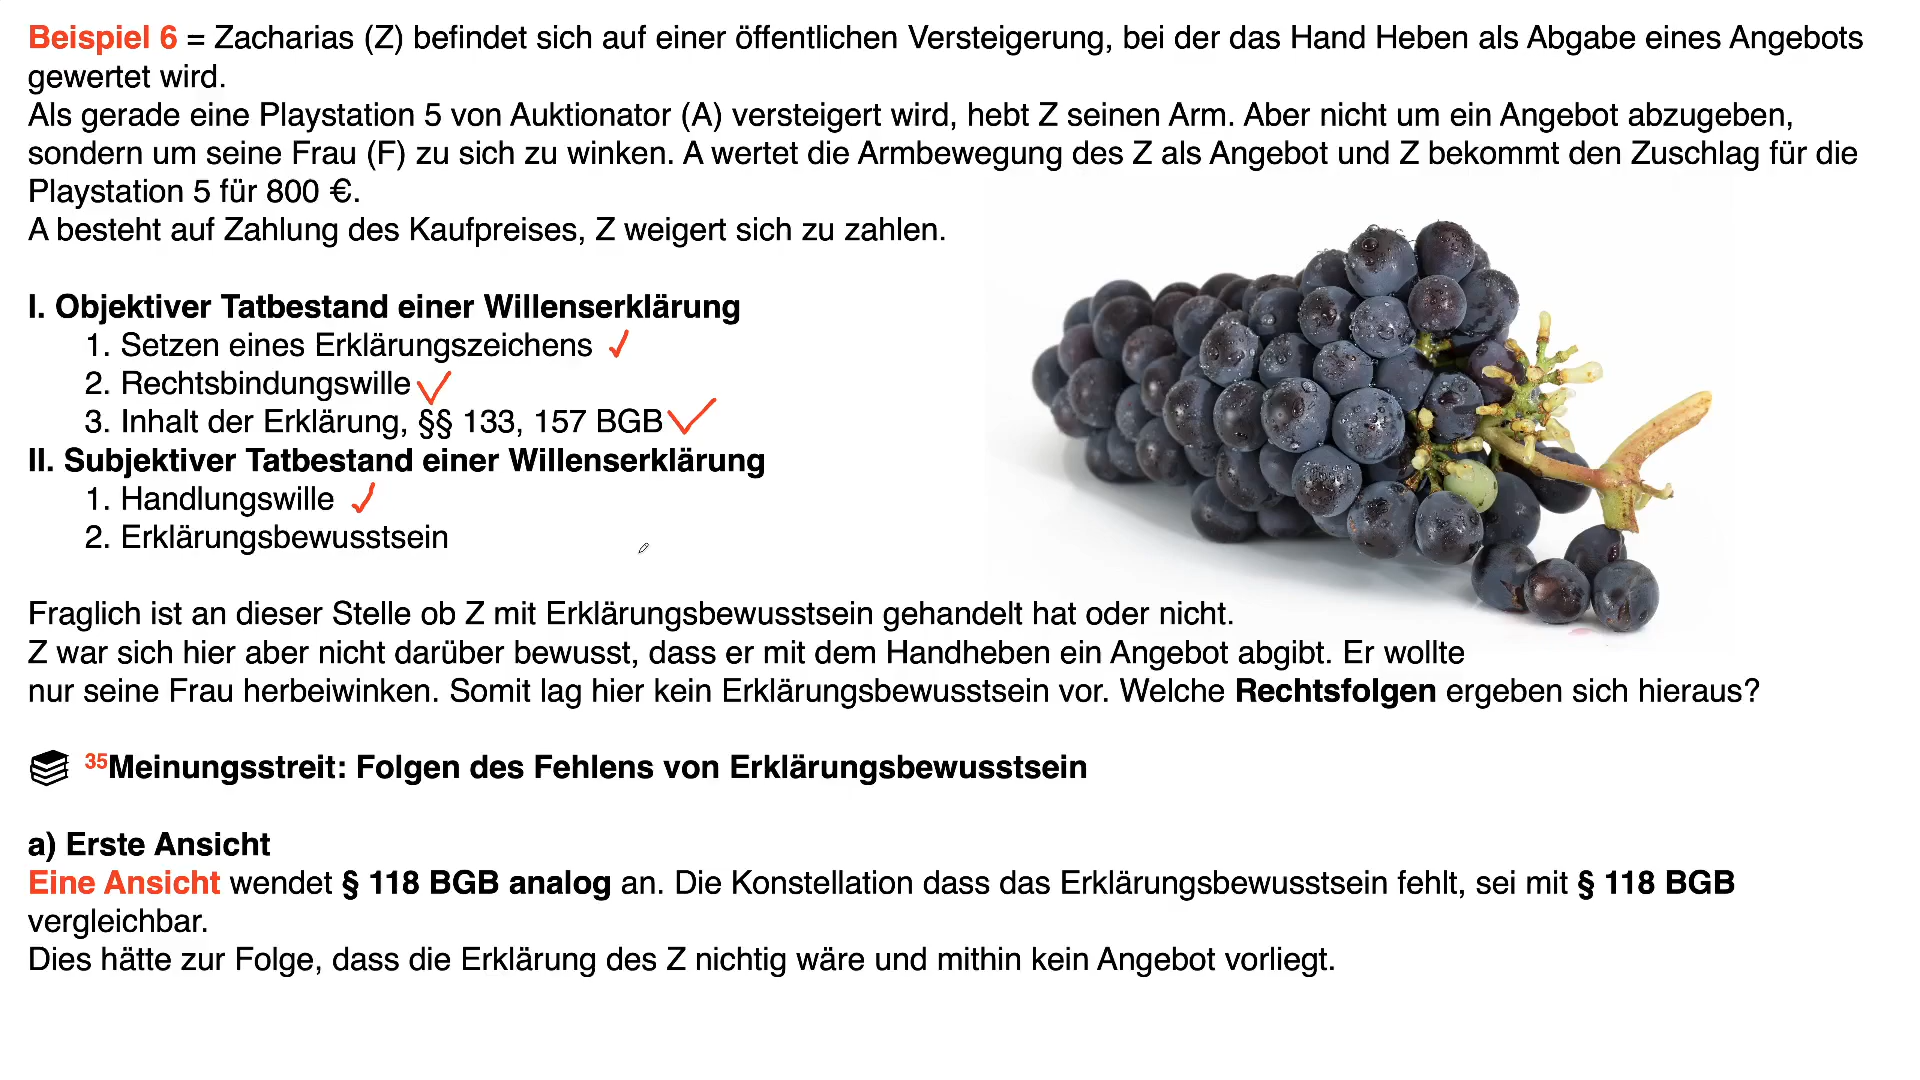 Beispiel 6 = Zacharias (Z) befindet sich auf einer öffentlichen Versteigerung, bei der das Hand Heben als Abgabe eines Angebots
gewertet wird.
Als gerade eine Playstation 5 von Auktionator (A) versteigert wird, hebt Z seinen Arm. Aber nicht um ein Angebot abzugeben,
sondern um seine Frau (F) zu sich zu winken. A wertet die Armbewegung des Z als Angebot und Z bekommt den Zuschlag für die
Playstation 5 für 800 €.
A besteht auf Zahlung des Kaufpreises, Z weigert sich zu zahlen.
I. Objektiver Tatbestand einer Willenserklärung
1. Setzen eines Erklärungszeichens ✓
2. Rechtsbindungswille ✓
3. Inhalt der Erklärung, §§ 133, 157 BGB ✓
II. Subjektiver Tatbestand einer Willenserklärung
1. Handlungswille ✓
2. Erklärungsbewusstsein
Fraglich ist an dieser Stelle ob Z mit Erklärungsbewusstsein gehandelt hat oder nicht.
Z war sich hier aber nicht darüber bewusst, dass er mit dem Handheben ein Angebot abgibt. Er wollte
nur seine Frau herbeiwinken. Somit lag hier kein Erklärungsbewusstsein vor. Welche Rechtsfolgen ergeben sich hieraus?
35Meinungsstreit: Folgen des Fehlens von Erklärungsbewusstsein
a) Erste Ansicht
Eine Ansicht wendet § 118 BGB analog an. Die Konstellation dass das Erklärungsbewusstsein fehlt, sei mit § 118 BGB
vergleichbar.
Dies hätte zur Folge, dass die Erklärung des Z nichtig wäre und mithin kein Angebot vorliegt.